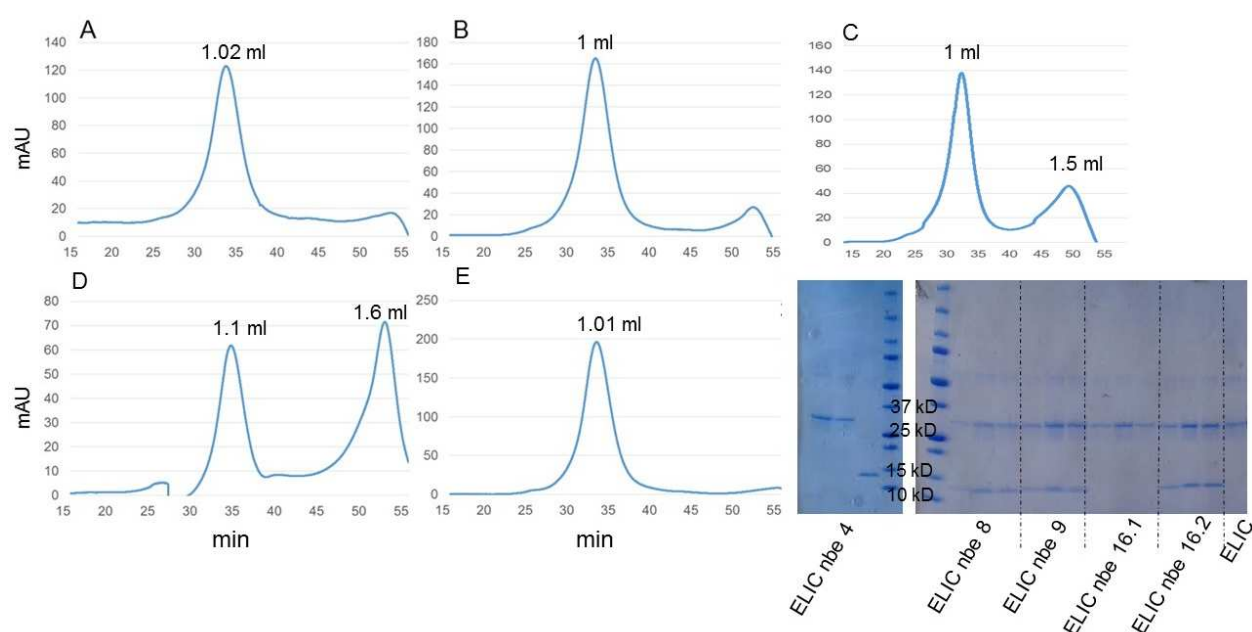 A
1.02 ml
140
120
100
80
60
40
20
0
mAU
15 20 25 30 35 40 45 50 55
B
1 ml
180
160
140
120
100
80
60
40
20
0
15 20 25 30 35 40 45 50 55
C
1 ml
1.5 ml
160
140
120
100
80
60
40
20
0
15 20 25 30 35 40 45 50 55
D
1.1 ml
1.6 ml
80
70
60
50
40
30
20
10
0
mAU
15 20 25 30 35 40 45 50 55
min
E
1.01 ml
250
200
150
100
50
0
15 20 25 30 35 40 45 50 55
min
37 kD
25 kD
15 kD
10 kD
ELIC nbe 4
ELIC nbe 8
ELIC nbe 9
ELIC nbe 16.1
ELIC nbe 16.2
ELIC